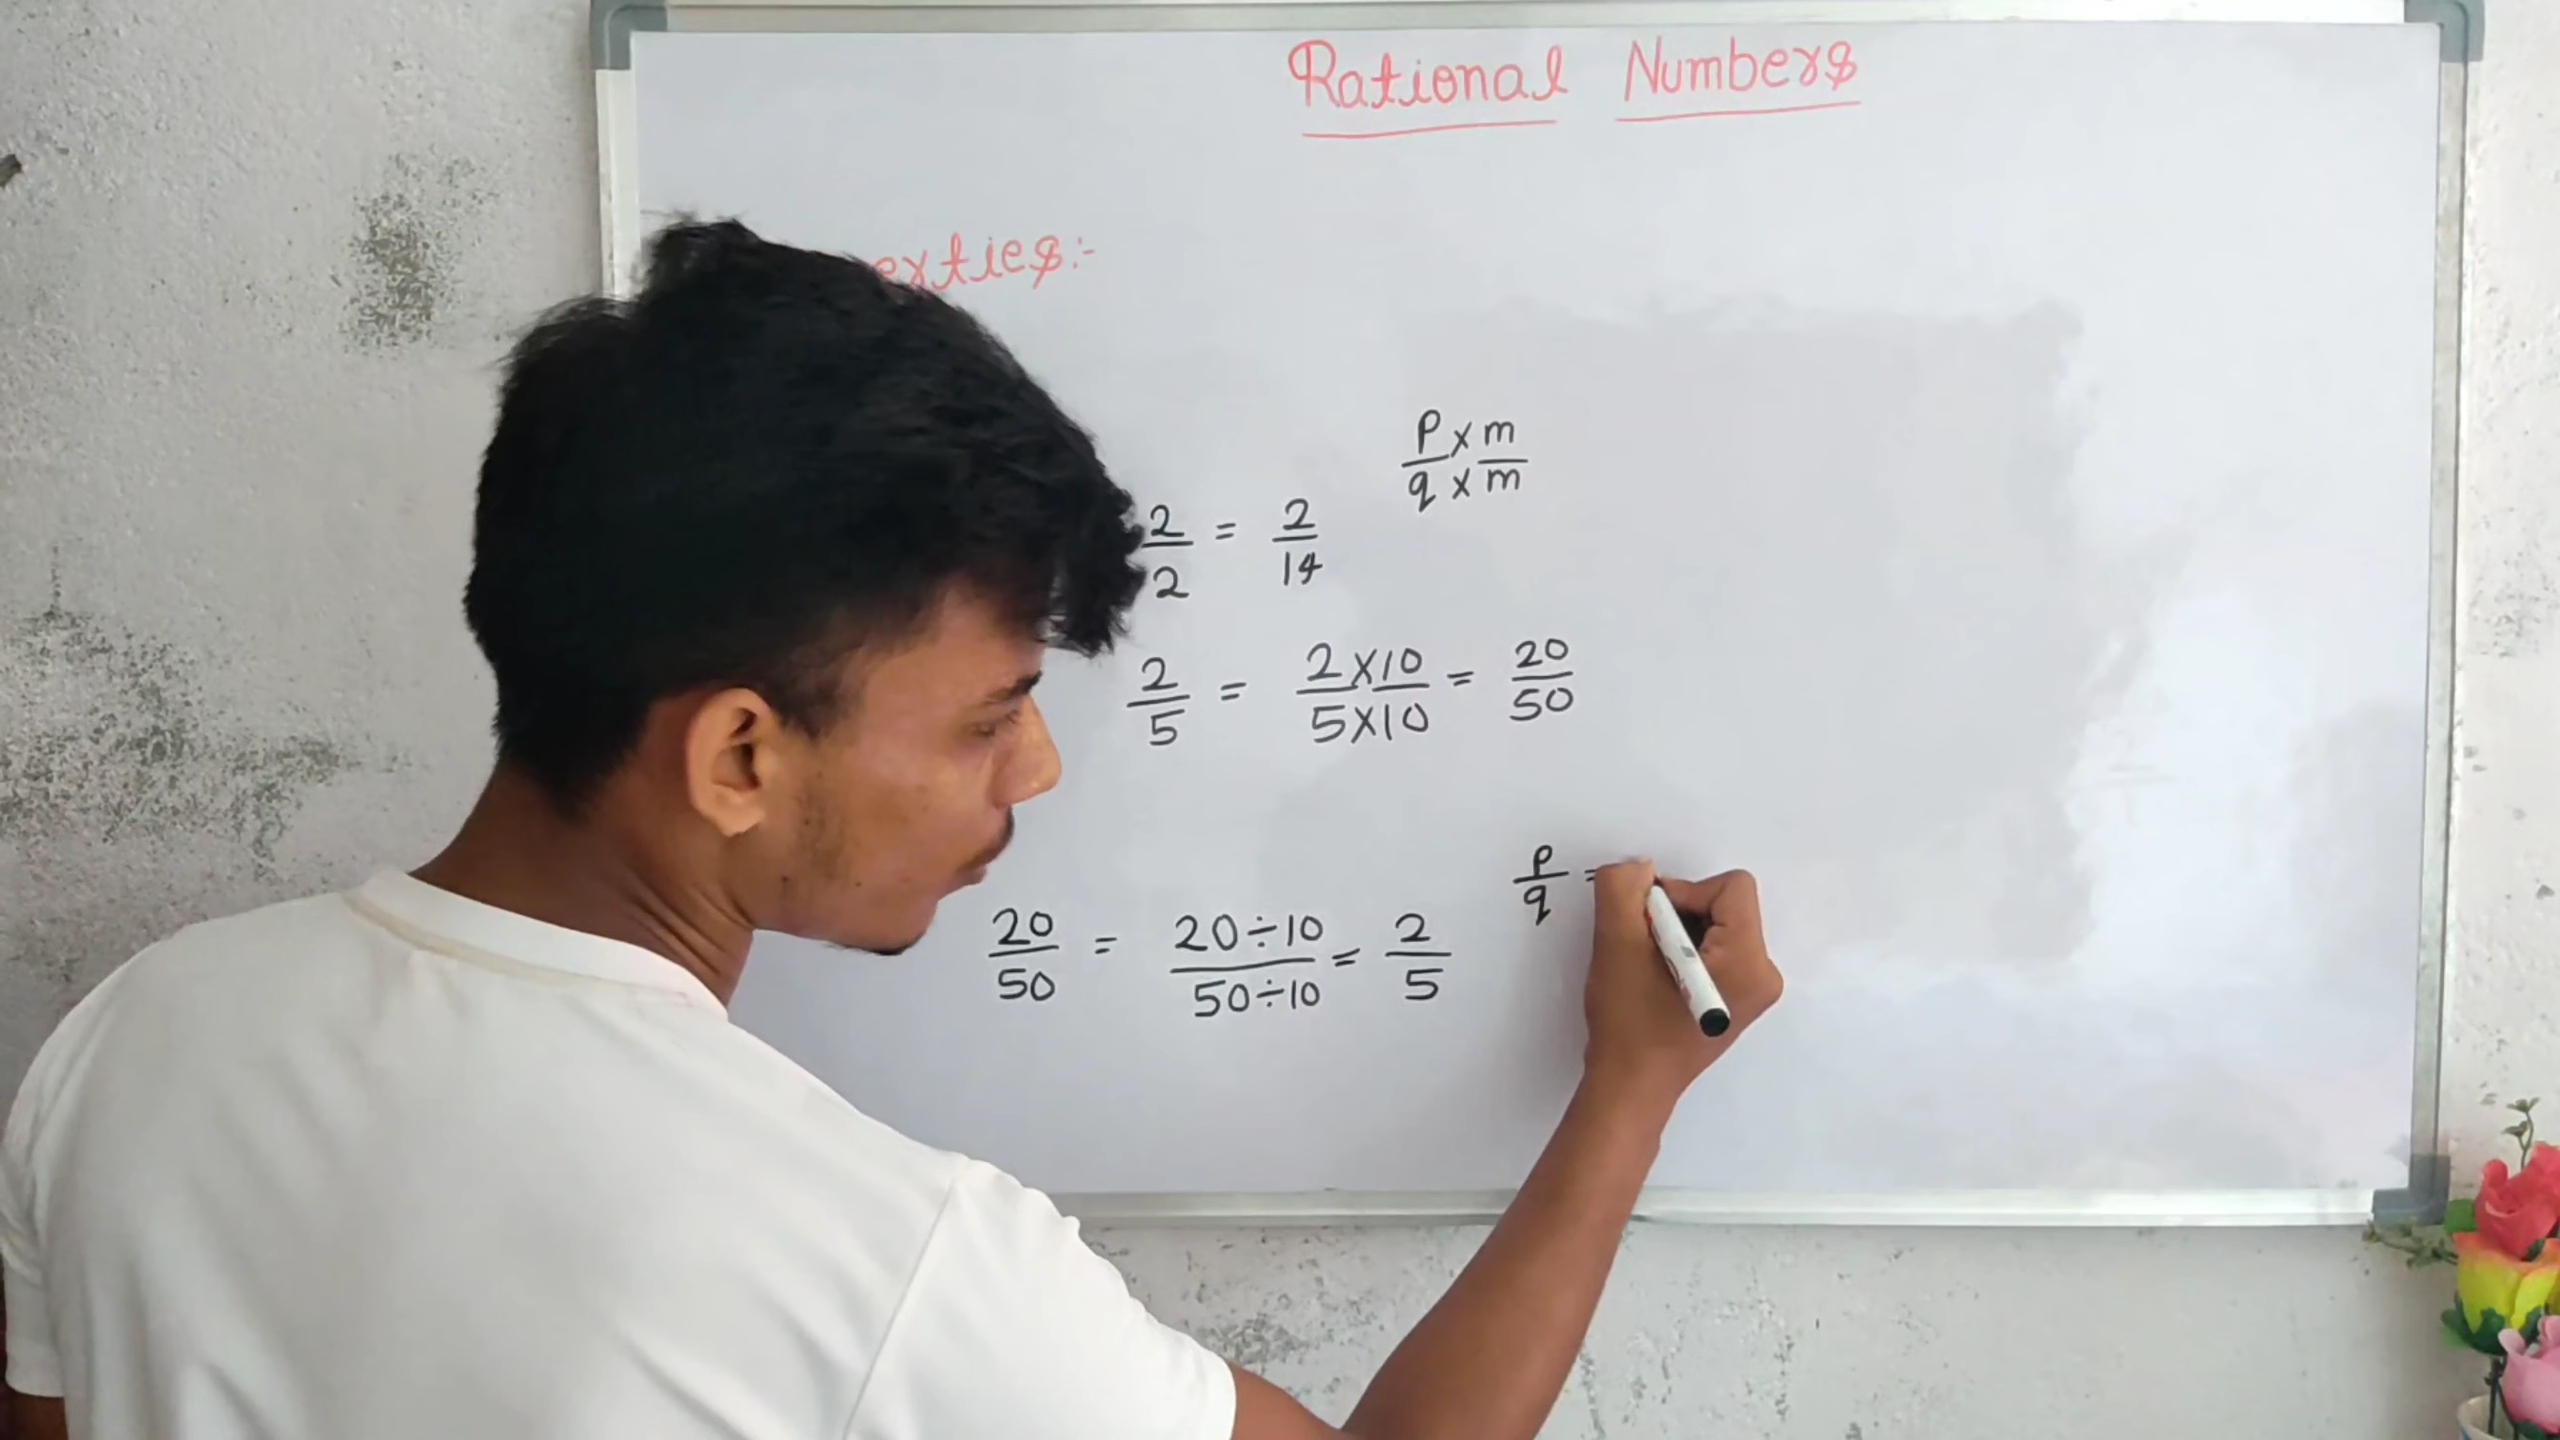 Rational Numbers
erties:-
p/q × m/m
2/2 = 2/14
2/5 = 2×10/5×10 = 20/50
p/q =
20/50 = 20÷10/50÷10 = 2/5